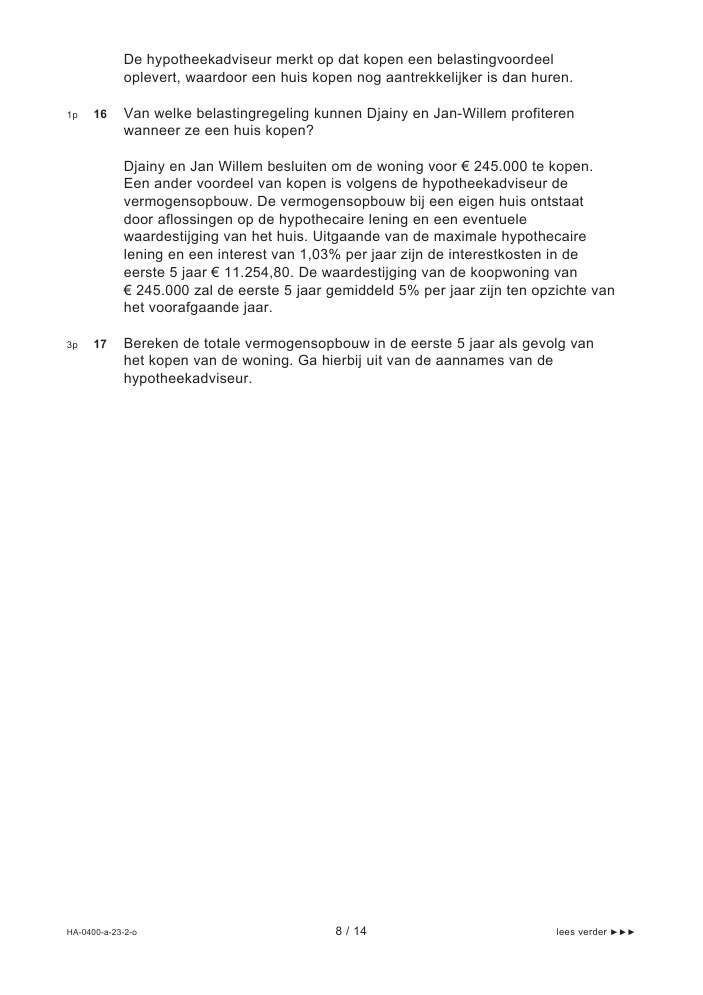 De hypotheekadviseur merkt op dat kopen een belastingvoordeel
oplevert, waardoor een huis kopen nog aantrekkelijker is dan huren.
1p 16 Van welke belastingregeling kunnen Djainy en Jan-Willem profiteren
wanneer ze een huis kopen?
Djainy en Jan Willem besluiten om de woning voor € 245.000 te kopen.
Een ander voordeel van kopen is volgens de hypotheekadviseur de
vermogensopbouw. De vermogensopbouw bij een eigen huis ontstaat
door aflossingen op de hypothecaire lening en een eventuele
waardestijging van het huis. Uitgaande van de maximale hypothecaire
lening en een interest van 1,03% per jaar zijn de interestkosten in de
eerste 5 jaar € 11.254,80. De waardestijging van de koopwoning van
€ 245.000 zal de eerste 5 jaar gemiddeld 5% per jaar zijn ten opzichte van
het voorafgaande jaar.
3p 17 Bereken de totale vermogensopbouw in de eerste 5 jaar als gevolg van
het kopen van de woning. Ga hierbij uit van de aannames van de
hypotheekadviseur.
HA-0400-a-23-2-o 8 / 14 lees verder ►►►